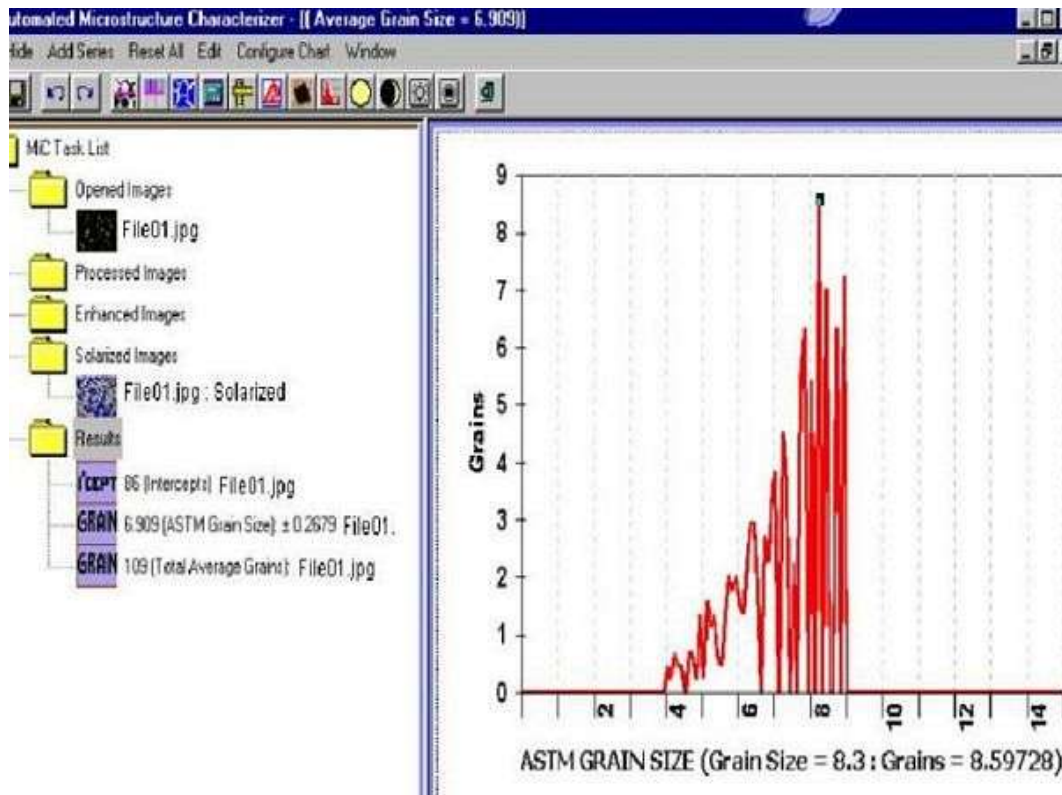 utomated Microstructure Characterizer - [( Average Grain Size = 6.909)]
Hide Add Series Reset All Edit Configure Chart Window
MiC Task List
Opened Images
File01.jpg
Processed Images
Enhanced Images
Solarized Images
File01.jpg : Solarized
Results
86 (Intercepts) File01.jpg
GRAIN 6.909 (ASTM Grain Size) ± 0.2679 File01.
GRAIN 109 (Total Average Grains): File01.jpg
9
8
7
6
5
4
3
2
1
0
Grains
2 4 6 8 10 12 14
ASTM GRAIN SIZE (Grain Size = 8.3 : Grains = 8.59728)